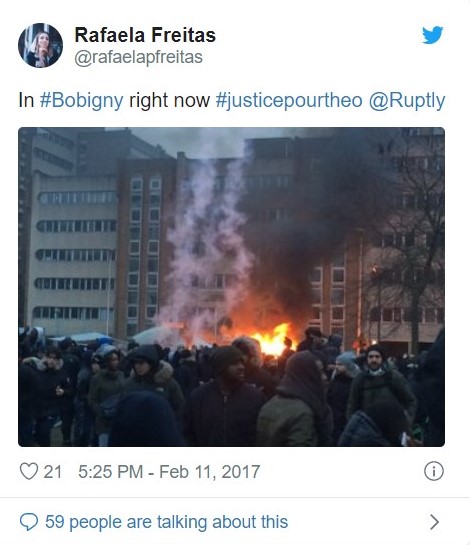 Rafaela Freitas
@rafaelapfreitas
In #Bobigny right now #justicepourtheo @Ruptly
21 5:25 PM - Feb 11, 2017
59 people are talking about this